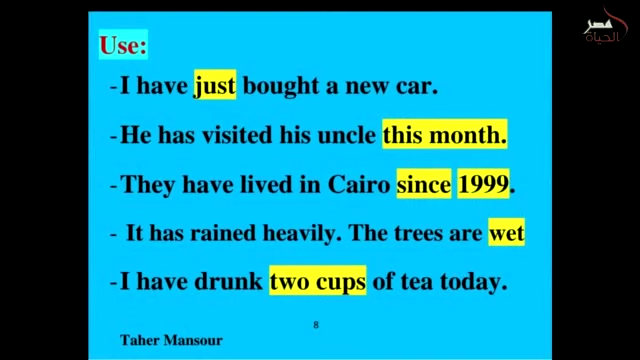 مصر
الحياة
Use:
-I have just bought a new car.
-He has visited his uncle this month.
-They have lived in Cairo since 1999.
- It has rained heavily. The trees are wet
-I have drunk two cups of tea today.
8
Taher Mansour